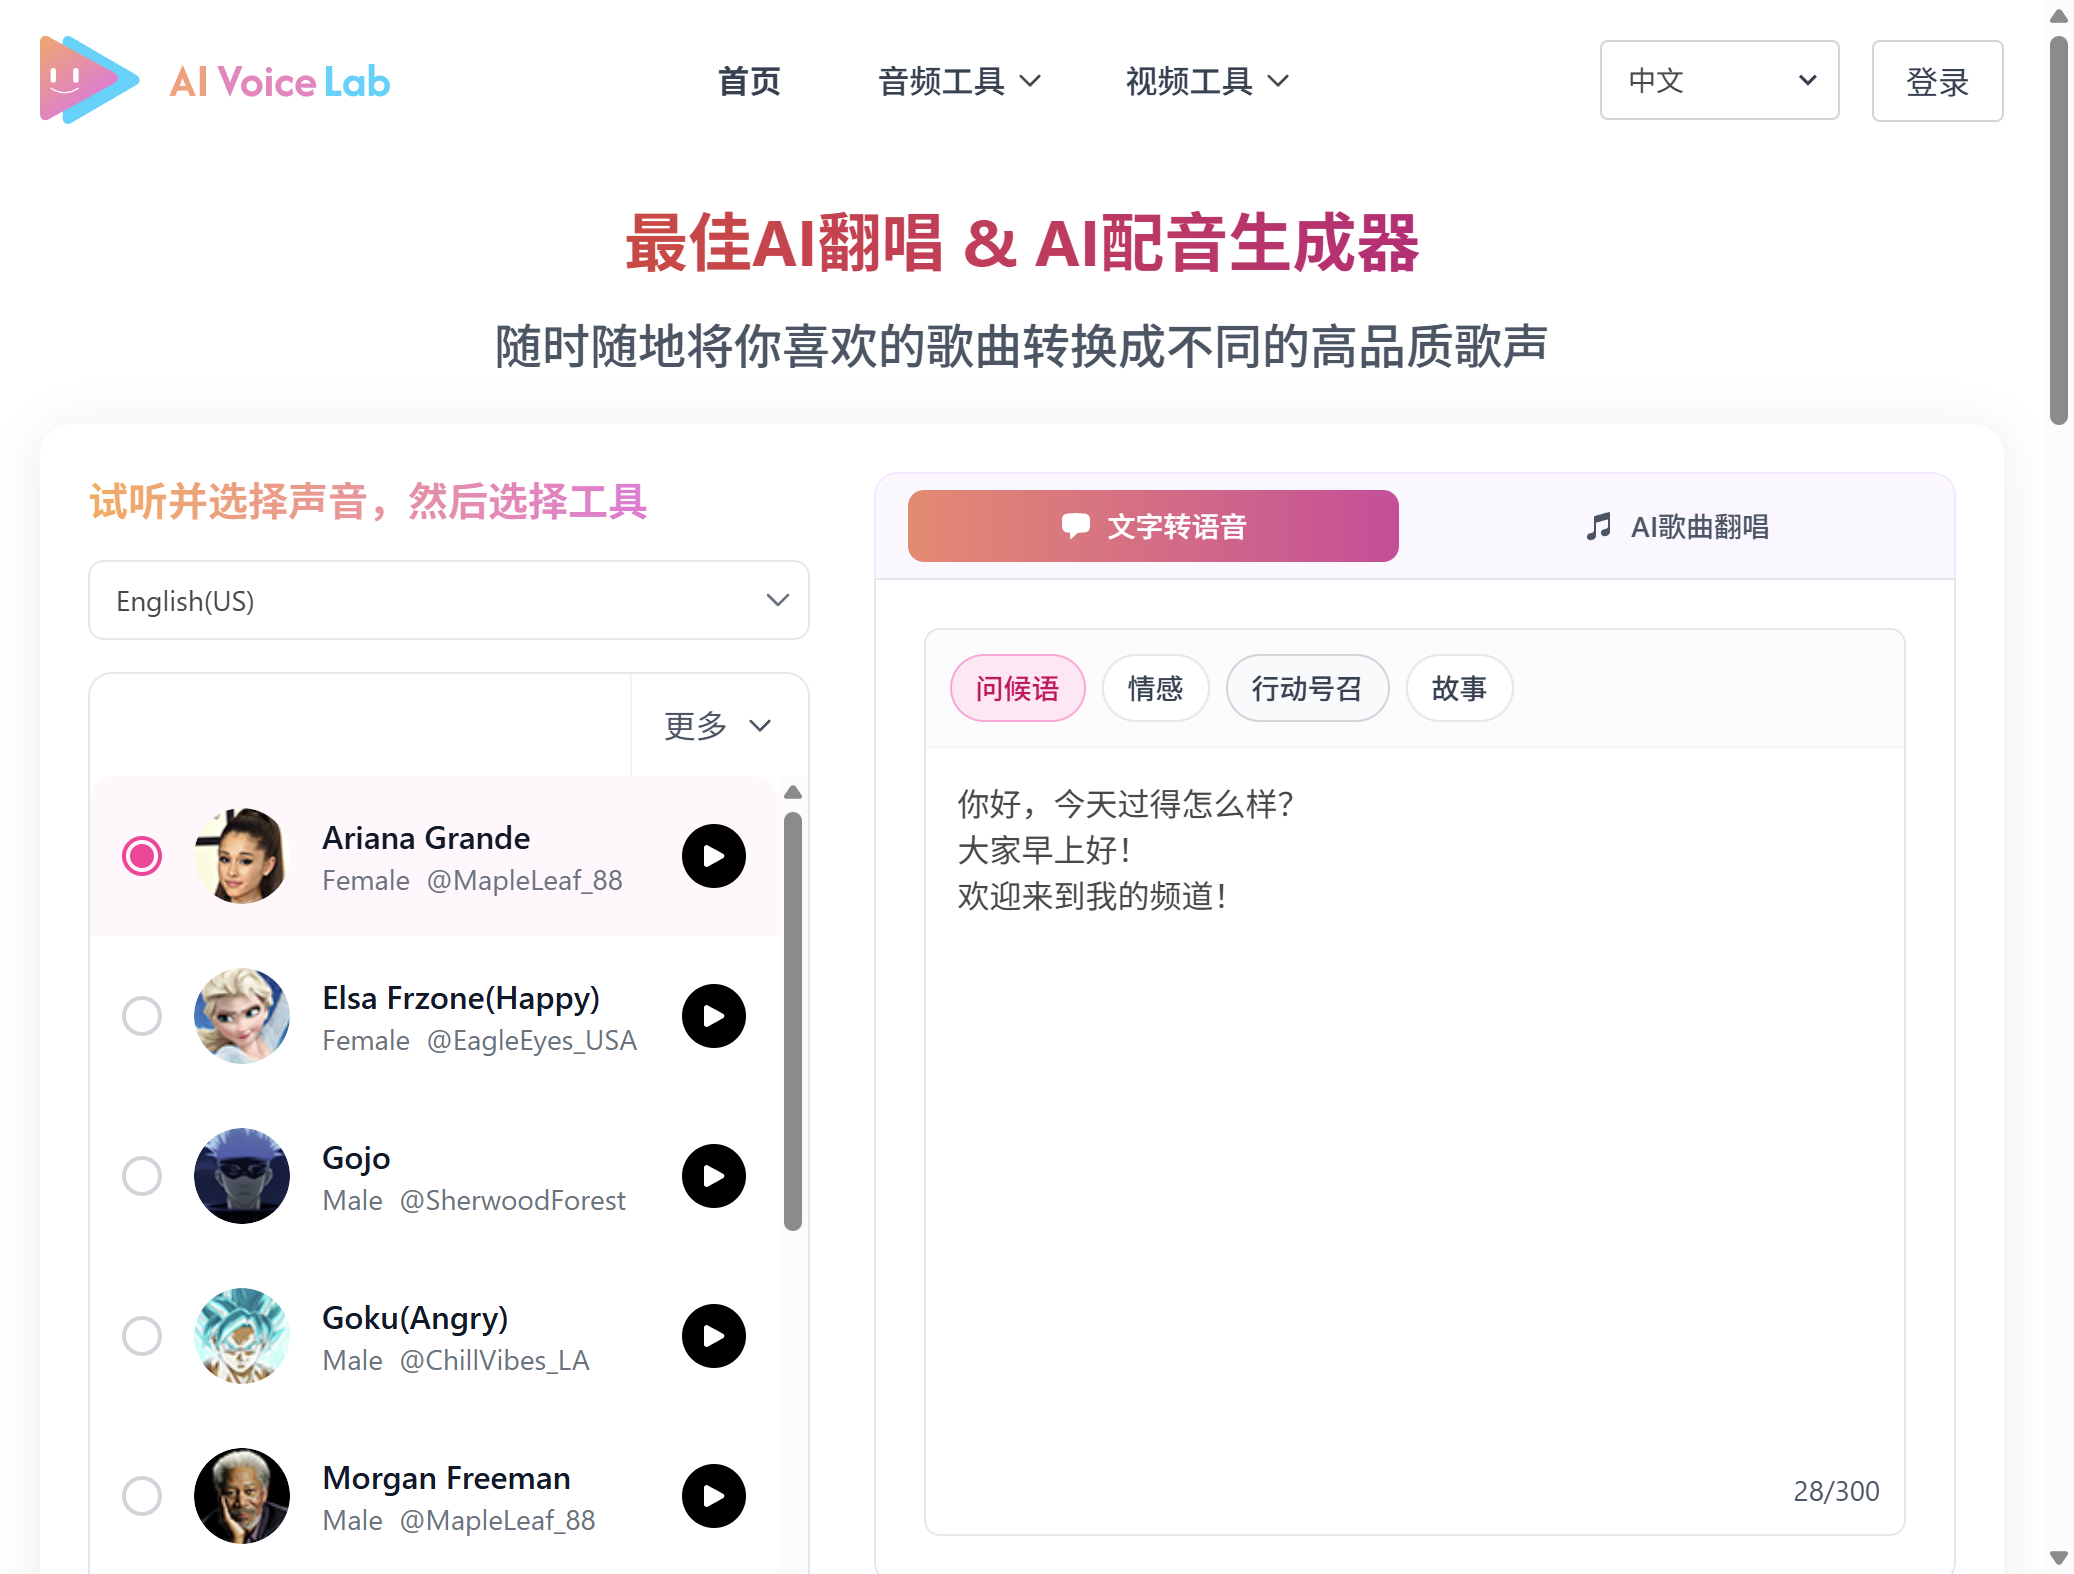 AI Voice Lab
首页
音频工具
视频工具
中文
登录
最佳AI翻唱 & AI配音生成器
随时随地将你喜欢的歌曲转换成不同的高品质歌声
试听并选择声音，然后选择工具
English(US)
更多
Ariana Grande
Female @MapleLeaf_88
Elsa Frzone(Happy)
Female @EagleEyes_USA
Gojo
Male @SherwoodForest
Goku(Angry)
Male @ChillVibes_LA
Morgan Freeman
Male @MapleLeaf_88
文字转语音
AI歌曲翻唱
问候语
情感
行动号召
故事
你好，今天过得怎么样？
大家早上好！
欢迎来到我的频道！
28/300